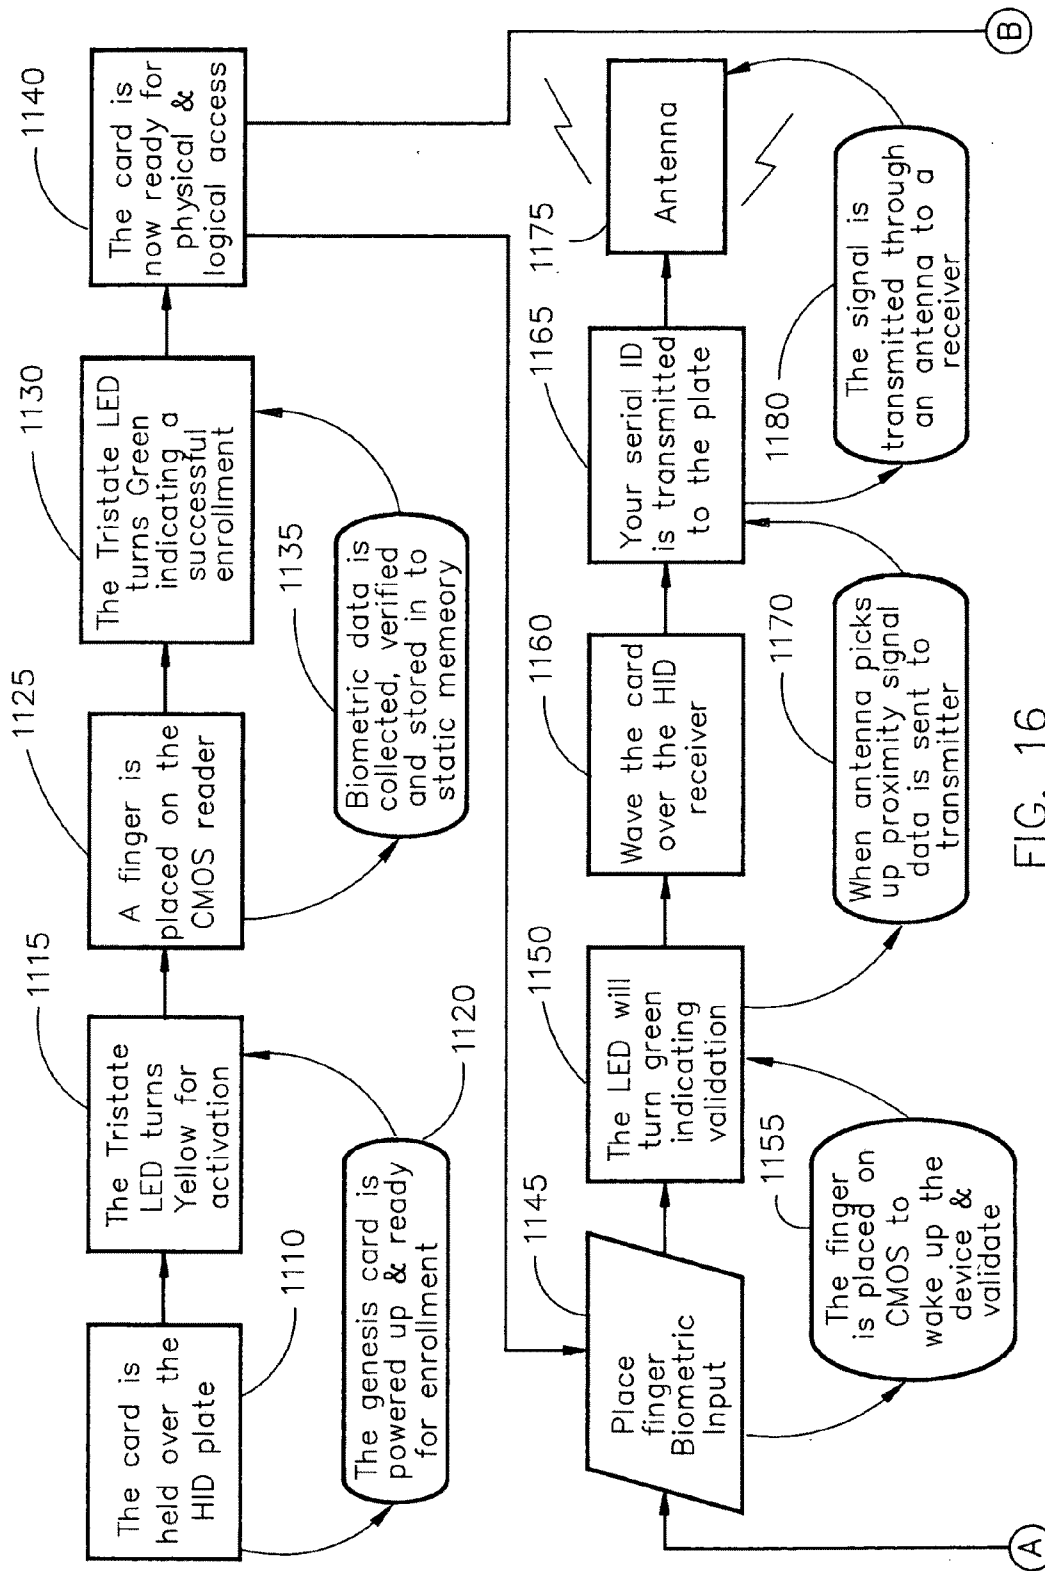 1110
The card is
held over the
HID plate
1115
The Tristate
LED turns
Yellow for
activation
1120
The genesis card is
powered up & ready
for enrollment
1125
A finger is
placed on the
CMOS reader
1130
The Tristate LED
turns Green
indicating a
successful
enrollment
1135
Biometric data is
collected, verified
and stored in to
static memeory
1140
The card is
now ready for
physical &
logical access
1145
Place
finger
Biometric
Input
1150
The LED will
turn green
indicating
validation
1155
The finger
is placed on
CMOS to
wake up the
device &
validate
1160
Wave the card
over the HID
receiver
1165
Your serial ID
is transmitted
to the plate
1170
When antenna picks
up proximity signal
data is sent to
transmitter
1175
Antenna
1180
The signal is
transmitted through
an antenna to a
receiver
A
B
FIG. 16